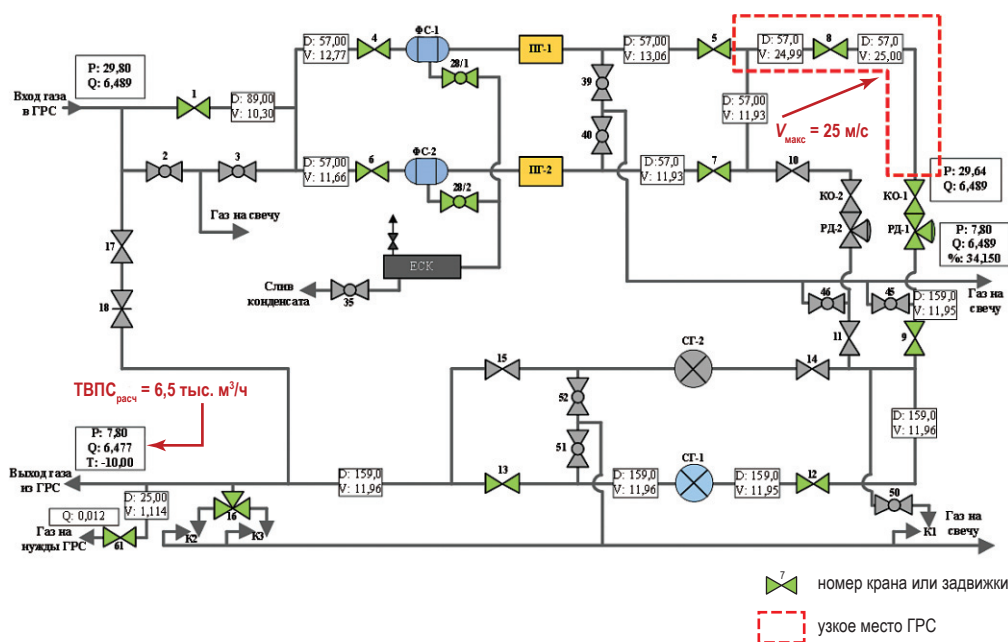 ФС-1
D: 57,00
V: 12,77
4
28/1
ПГ-1
D: 57,00
V: 13,06
5
D: 57,0
V: 24,99
8
D: 57,0
V: 25,00
P: 29,80
Q: 6,489
Вход газа
в ГРС
1
D: 89,00
V: 10,30
39
40
D: 57,00
V: 11,93
Vмакс = 25 м/с
2
3
D: 57,00
V: 11,66
6
ФС-2
28/2
ПГ-2
D: 57,0
V: 11,93
7
10
P: 29,64
Q: 6,489
КО-2
КО-1
РД-2
РД-1
P: 7,80
Q: 6,489
%: 34,150
Газ на свечу
17
18
ЕСК
Слив
конденсата
35
46
45
Газ на
свечу
D: 159,0
V: 11,95
11
9
ТВПСрасч = 6,5 тыс. м³/ч
15
СГ-2
14
52
51
D: 159,0
V: 11,96
P: 7,80
Q: 6,477
T: -10,00
Выход газа
из ГРС
D: 159,0
V: 11,96
13
D: 159,0
V: 11,96
СГ-1
D: 159,0
V: 11,95
12
50
D: 25,00
V: 1,114
Q: 0,012
Газ на
нужды ГРС
61
16
К2
К3
К1
Газ на
свечу
7
номер крана или задвижки
узкое место ГРС